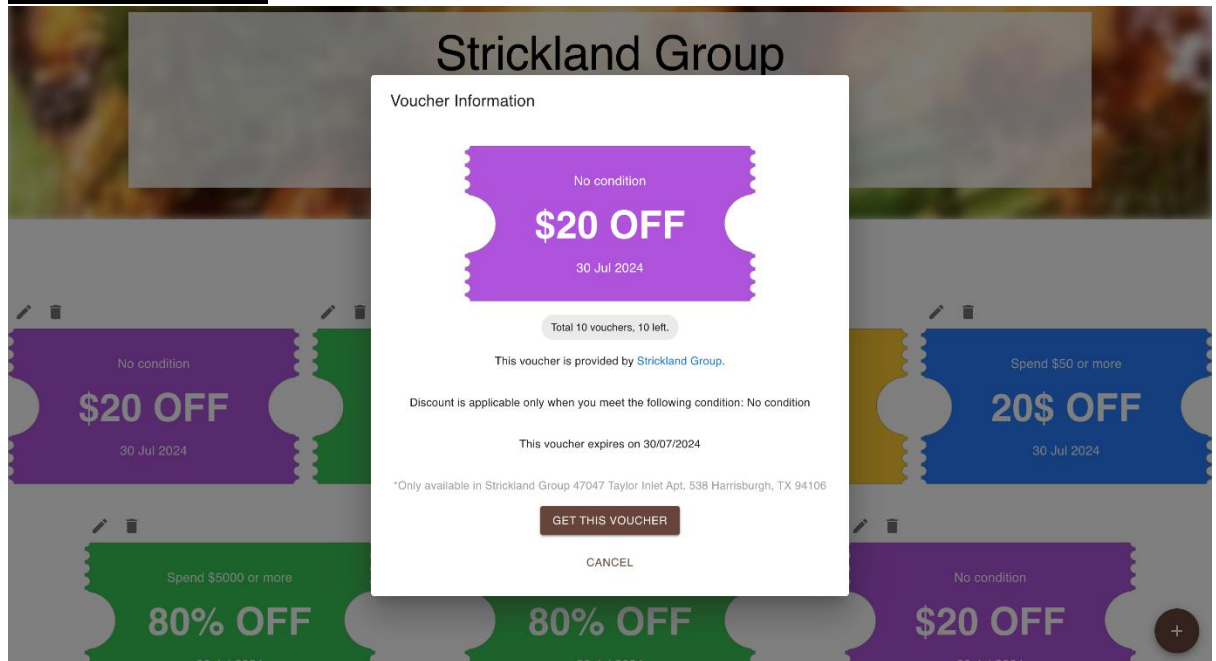 Strickland Group
Voucher Information
No condition
$20 OFF
30 Jul 2024
Total 10 vouchers, 10 left.
This voucher is provided by Strickland Group.
Discount is applicable only when you meet the following condition: No condition
This voucher expires on 30/07/2024
*Only available in Strickland Group 47047 Taylor Inlet Apt. 538 Harrisburgh, TX 94106
GET THIS VOUCHER
CANCEL
No condition
$20 OFF
30 Jul 2024
Spend $50 or more
20$ OFF
30 Jul 2024
Spend $5000 or more
80% OFF
80% OFF
No condition
$20 OFF
+